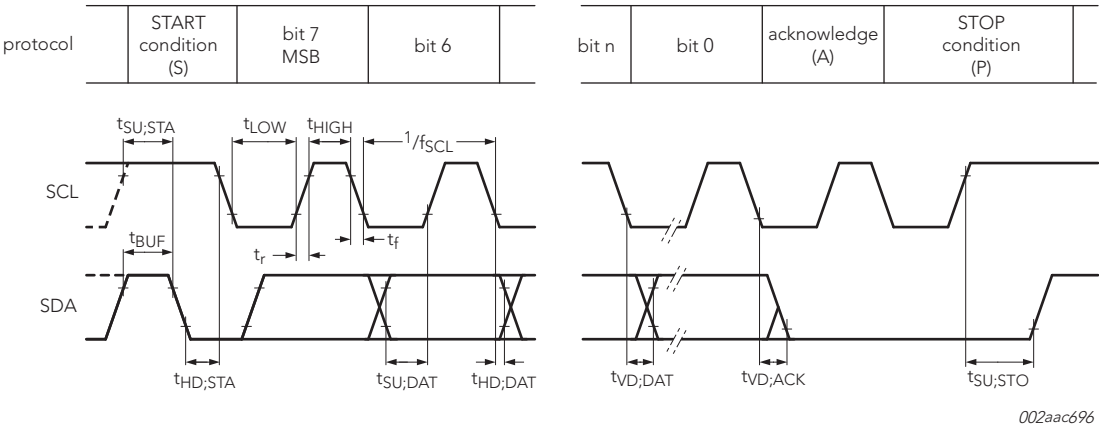 protocol
START
condition
(S)
bit 7
MSB
bit 6
bit n
bit 0
acknowledge
(A)
STOP
condition
(P)
tSU;STA
tLOW
tHIGH
1/fSCL
SCL
tBUF
tr
tf
SDA
tHD;STA
tSU;DAT
tHD;DAT
tVD;DAT
tVD;ACK
tSU;STO
002aac696